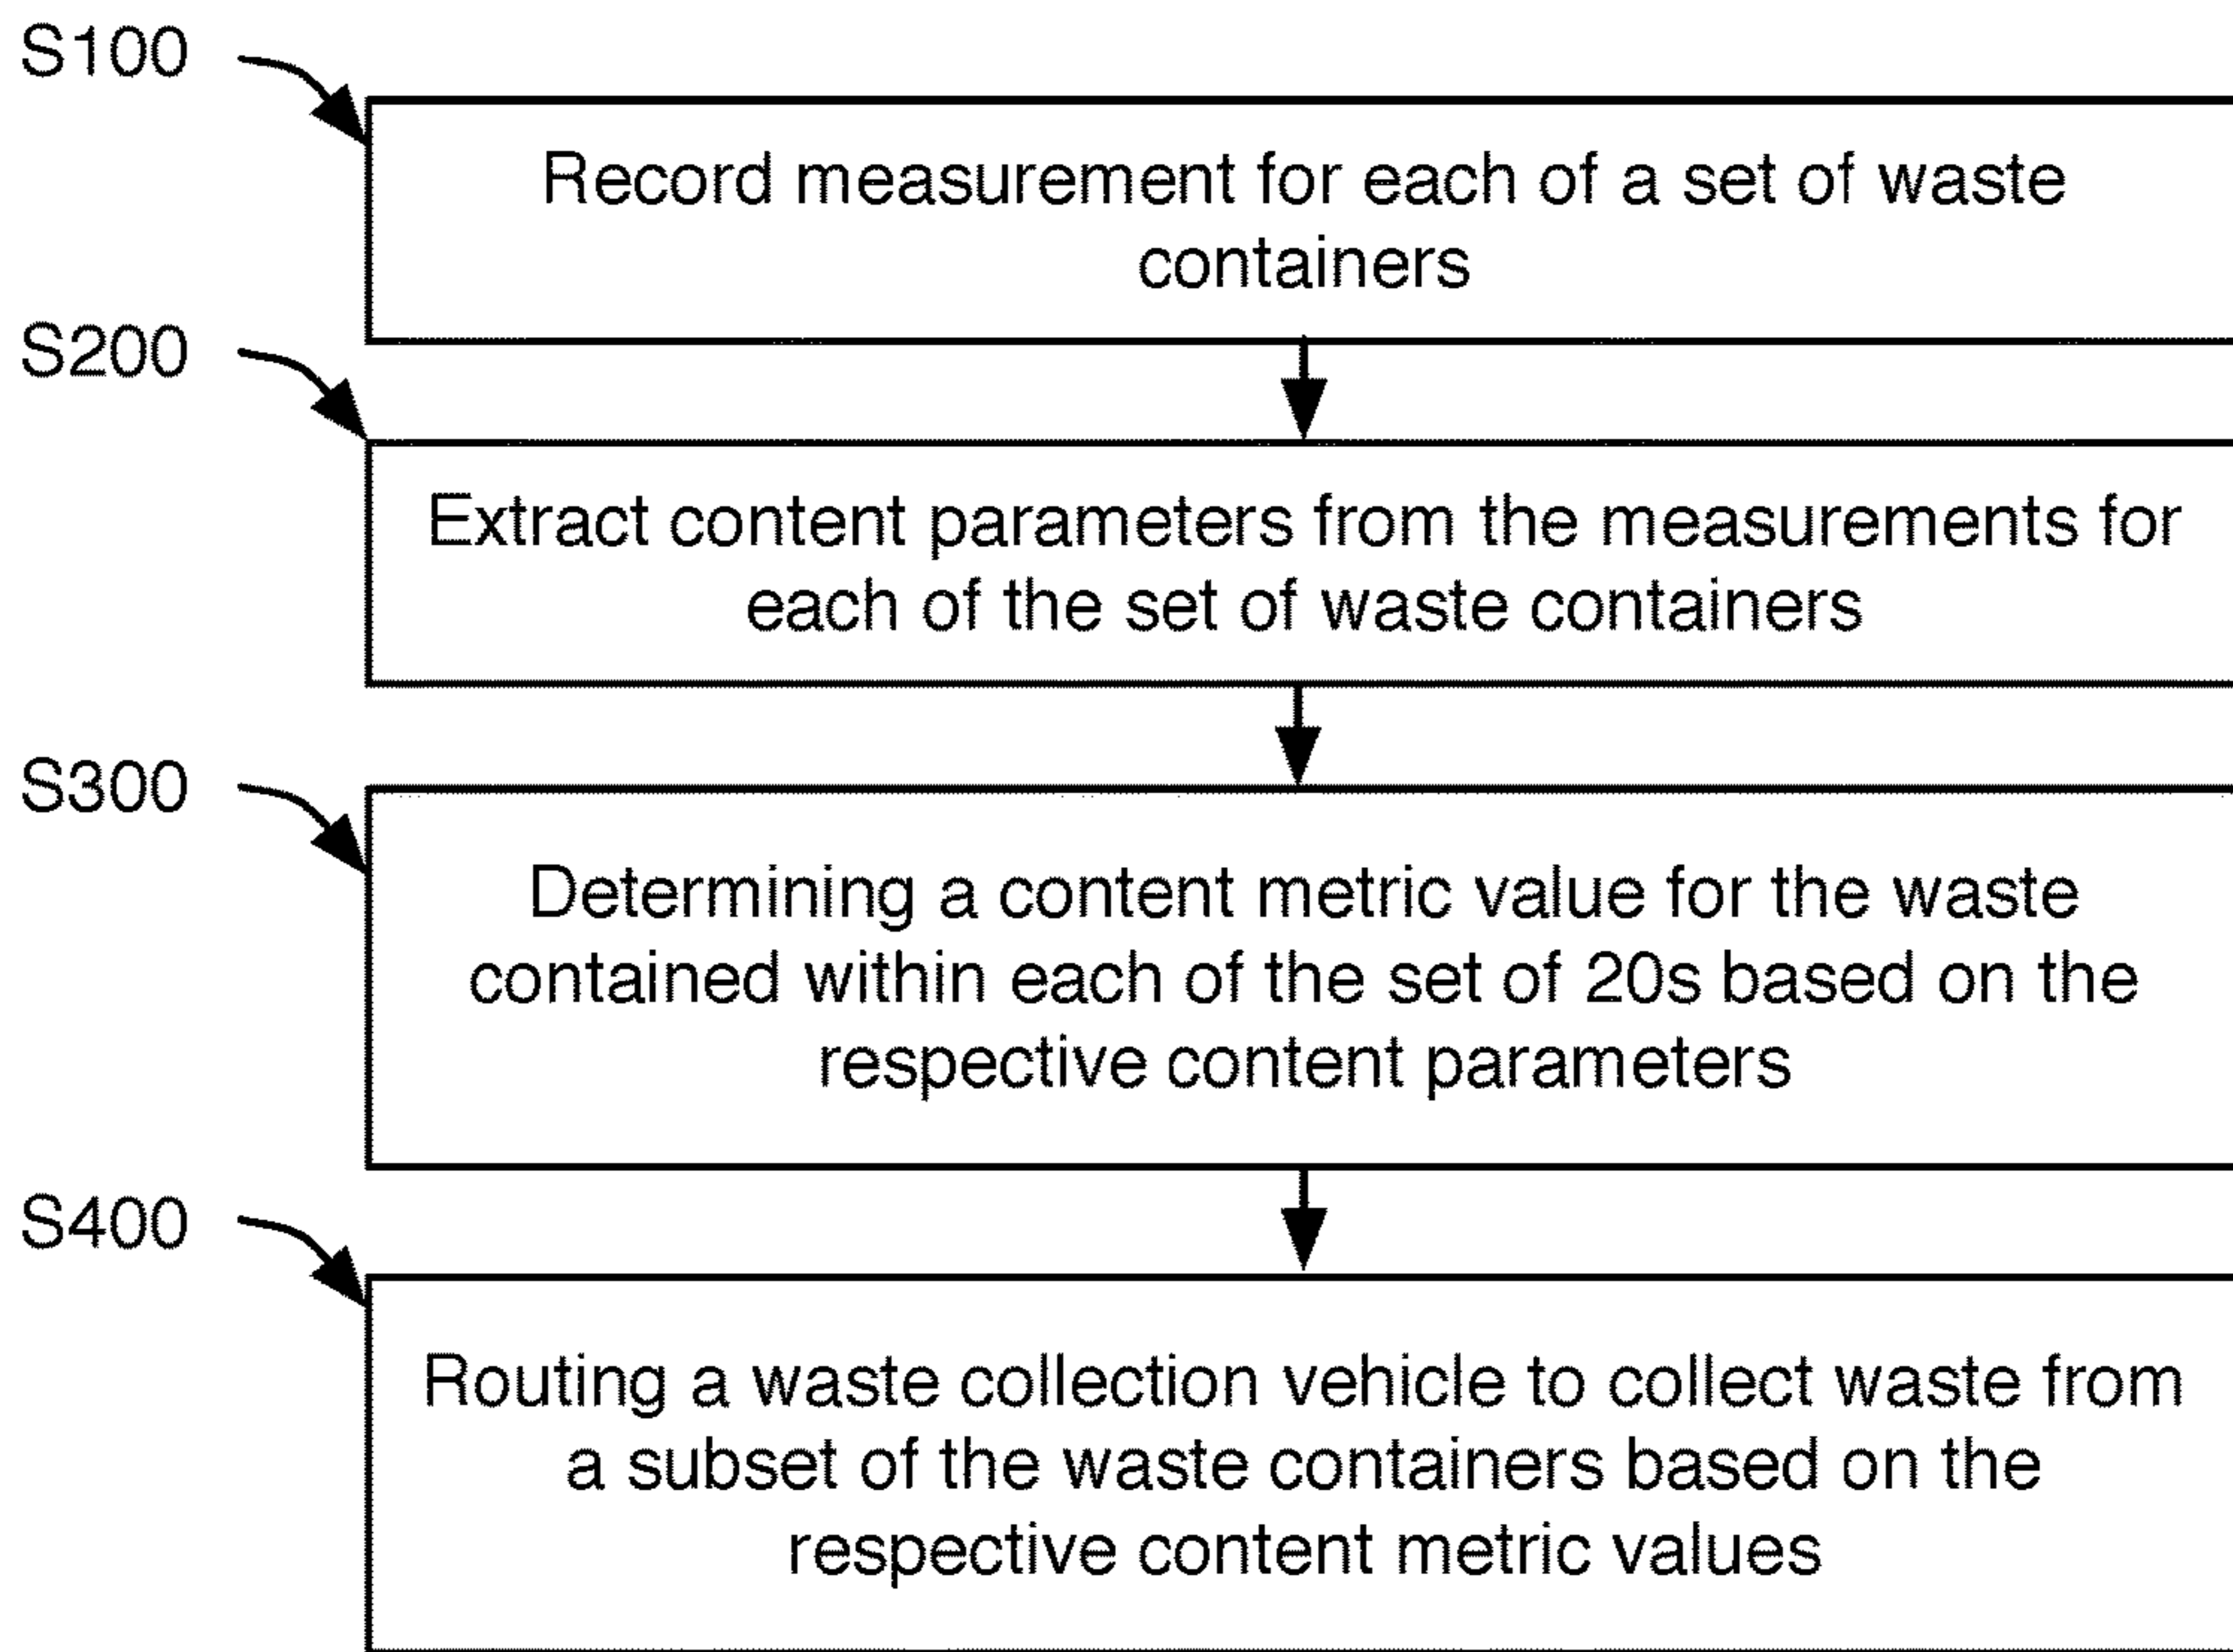 S100
Record measurement for each of a set of waste
containers
S200
Extract content parameters from the measurements for
each of the set of waste containers
S300
Determining a content metric value for the waste
contained within each of the set of 20s based on the
respective content parameters
S400
Routing a waste collection vehicle to collect waste from
a subset of the waste containers based on the
respective content metric values